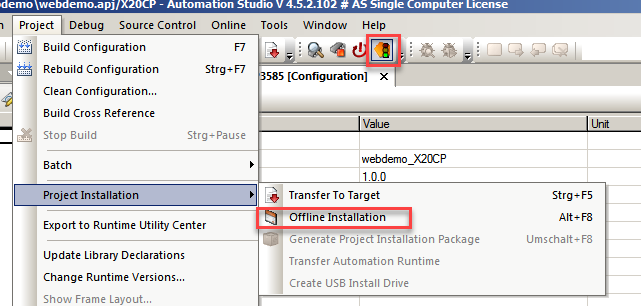 demo\webdemo.apj/X20CP - Automation Studio V 4.5.2.102 # AS Single Computer License
Project Debug Source Control Online Tools Window Help
Build Configuration F7
Rebuild Configuration Strg+F7
Clean Configuration...
3585 [Configuration] ×
Build Cross Reference
Value Unit
Stop Build Strg+Pause
Batch
webdemo_X20CP
1.0.0
Project Installation
Transfer To Target Strg+F5
Offline Installation Alt+F8
Export to Runtime Utility Center
Generate Project Installation Package Umschalt+F8
Update Library Declarations
Transfer Automation Runtime
Change Runtime Versions...
Create USB Install Drive
Show Frame Layout...